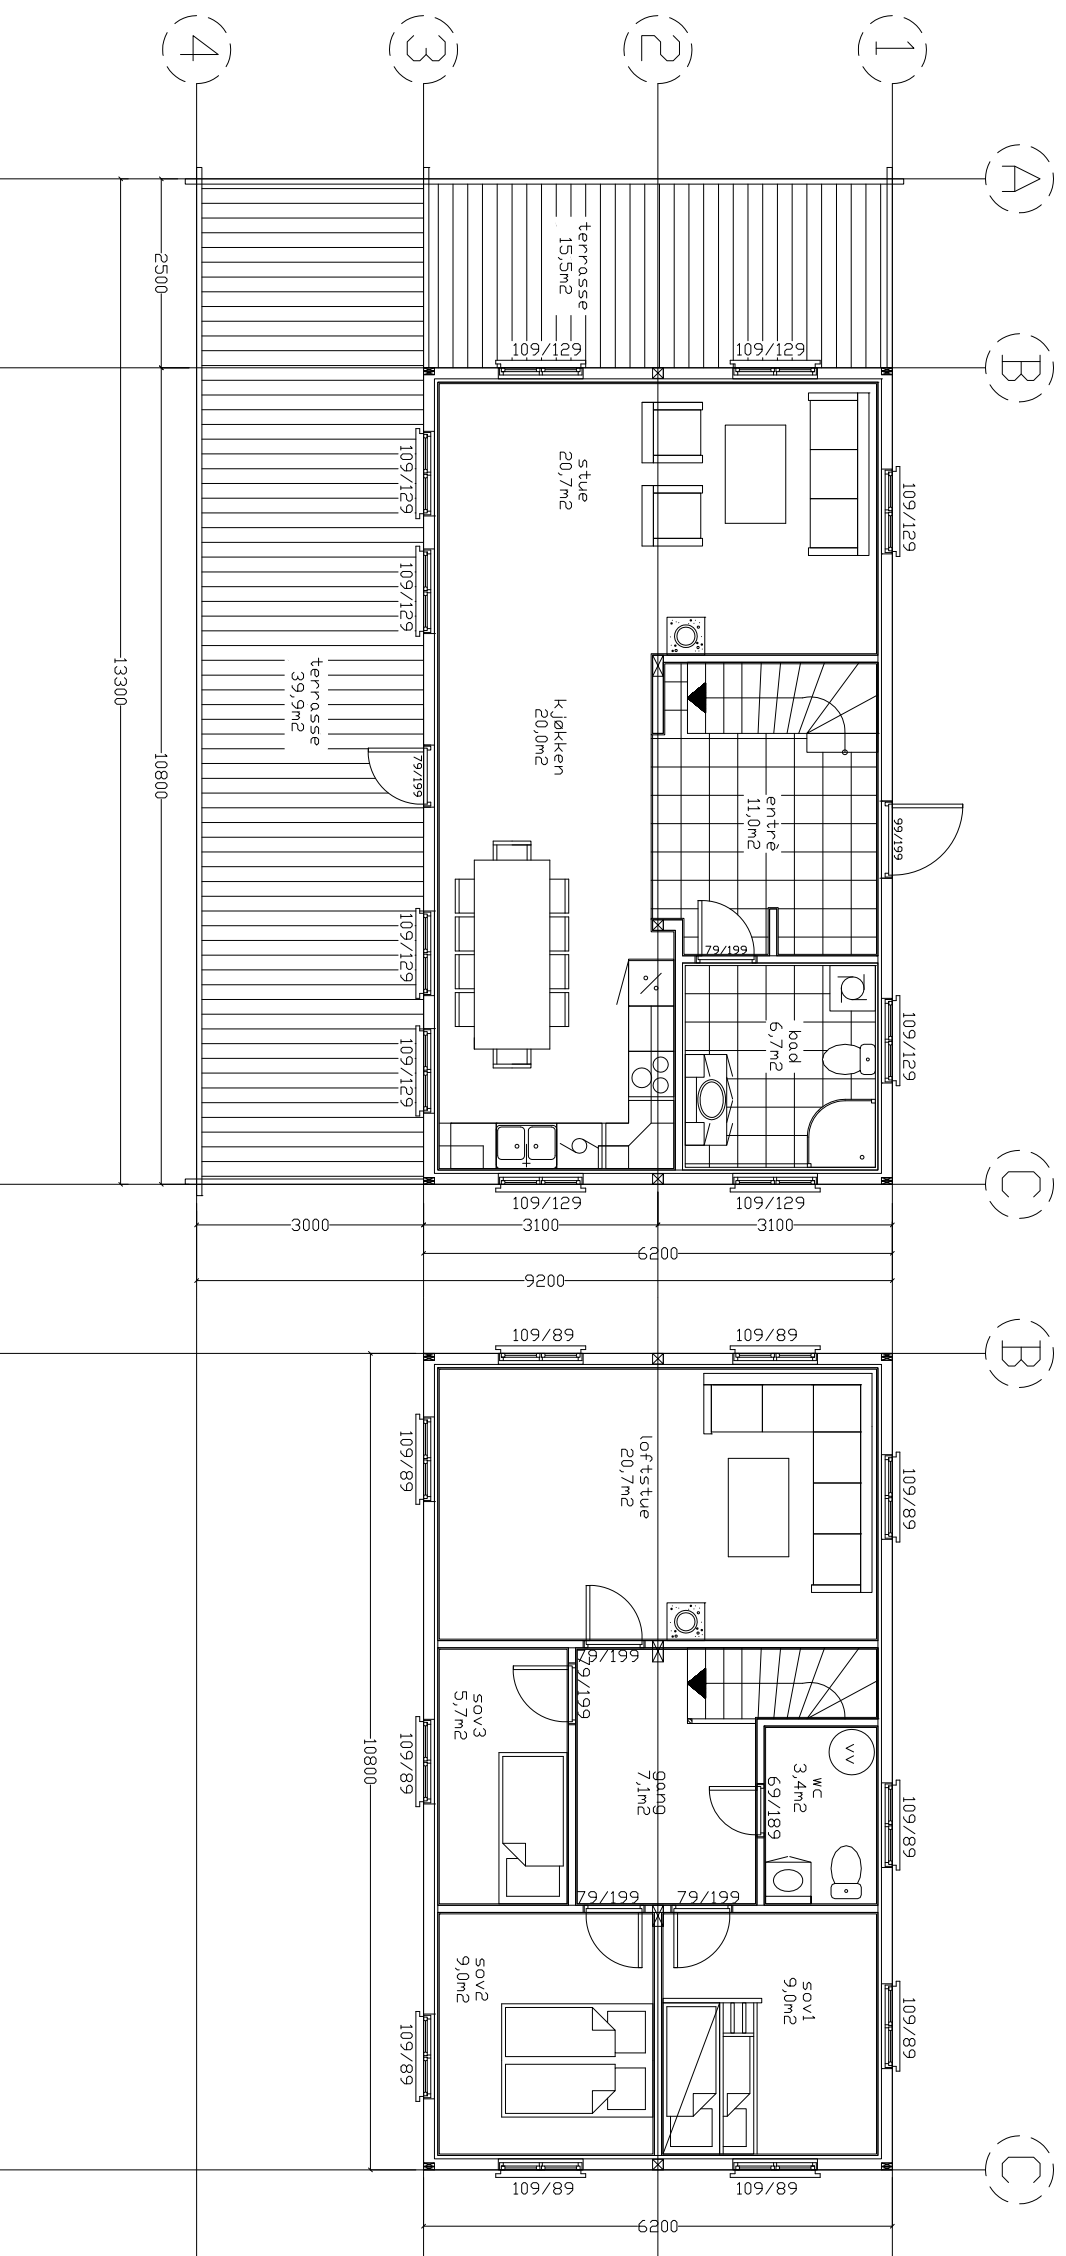 4
3
2
1
A
B
C
terrasse
15,5m2
2500
13300
10800
109/129
109/129
109/129
109/129
109/129
109/129
109/129
109/129
109/129
109/129
stue
20,7m2
terrasse
39,9m2
79/199
kjøkken
20,0m2
entrè
11,0m2
99/199
79/199
bad
6,7m2
3000
3100
3100
6200
9200
B
C
109/89
109/89
109/89
109/89
109/89
109/89
109/89
109/89
109/89
109/89
loftstue
20,7m2
79/199
79/199
sov3
5,7m2
10800
gang
7,1m2
wc
3,4m2
VV
69/189
79/199
79/199
sov2
9,0m2
sov1
9,0m2
6200